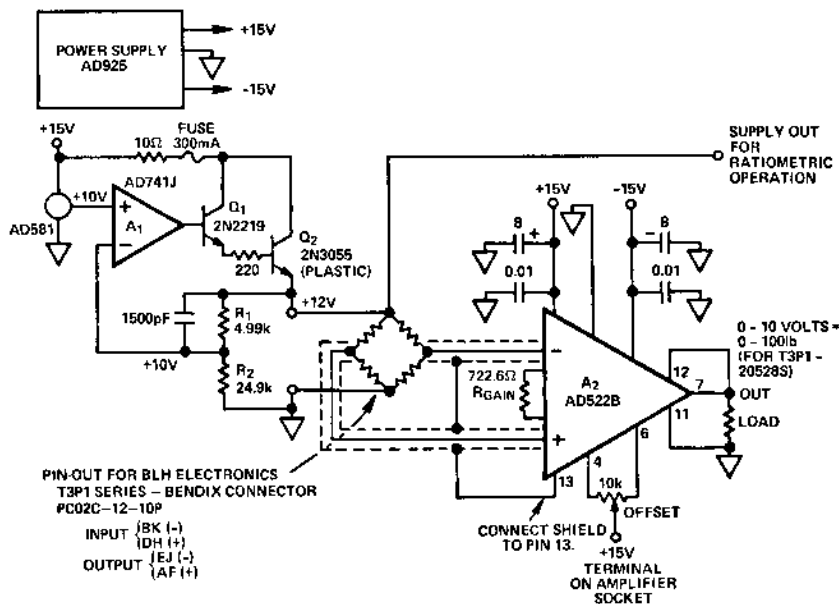 POWER SUPPLY
AD925
+15V
-15V
+15V
10Ω
FUSE
300mA
AD741J
+10V
+
A1
−
AD581
Q1
2N2219
Q2
2N3055
(PLASTIC)
220
1500pF
R1
4.99k
+12V
+10V
R2
24.9k
SUPPLY OUT
FOR
RATIOMETRIC
OPERATION
+15V
-15V
8
+
0.01
−
8
0.01
722.6Ω
RGAIN
−
+
A2
AD522B
12
7
11
6
4
13
0 - 10 VOLTS =
0 - 100lb
(FOR T3P1 -
20528S)
OUT
LOAD
10k
OFFSET
+15V
TERMINAL
ON AMPLIFIER
SOCKET
CONNECT SHIELD
TO PIN 13.
PIN-OUT FOR BLH ELECTRONICS
T3P1 SERIES – BENDIX CONNECTOR
PC02C-12-10P
INPUT {BK (-)
{DH (+)
OUTPUT {EJ (-)
{AF (+)